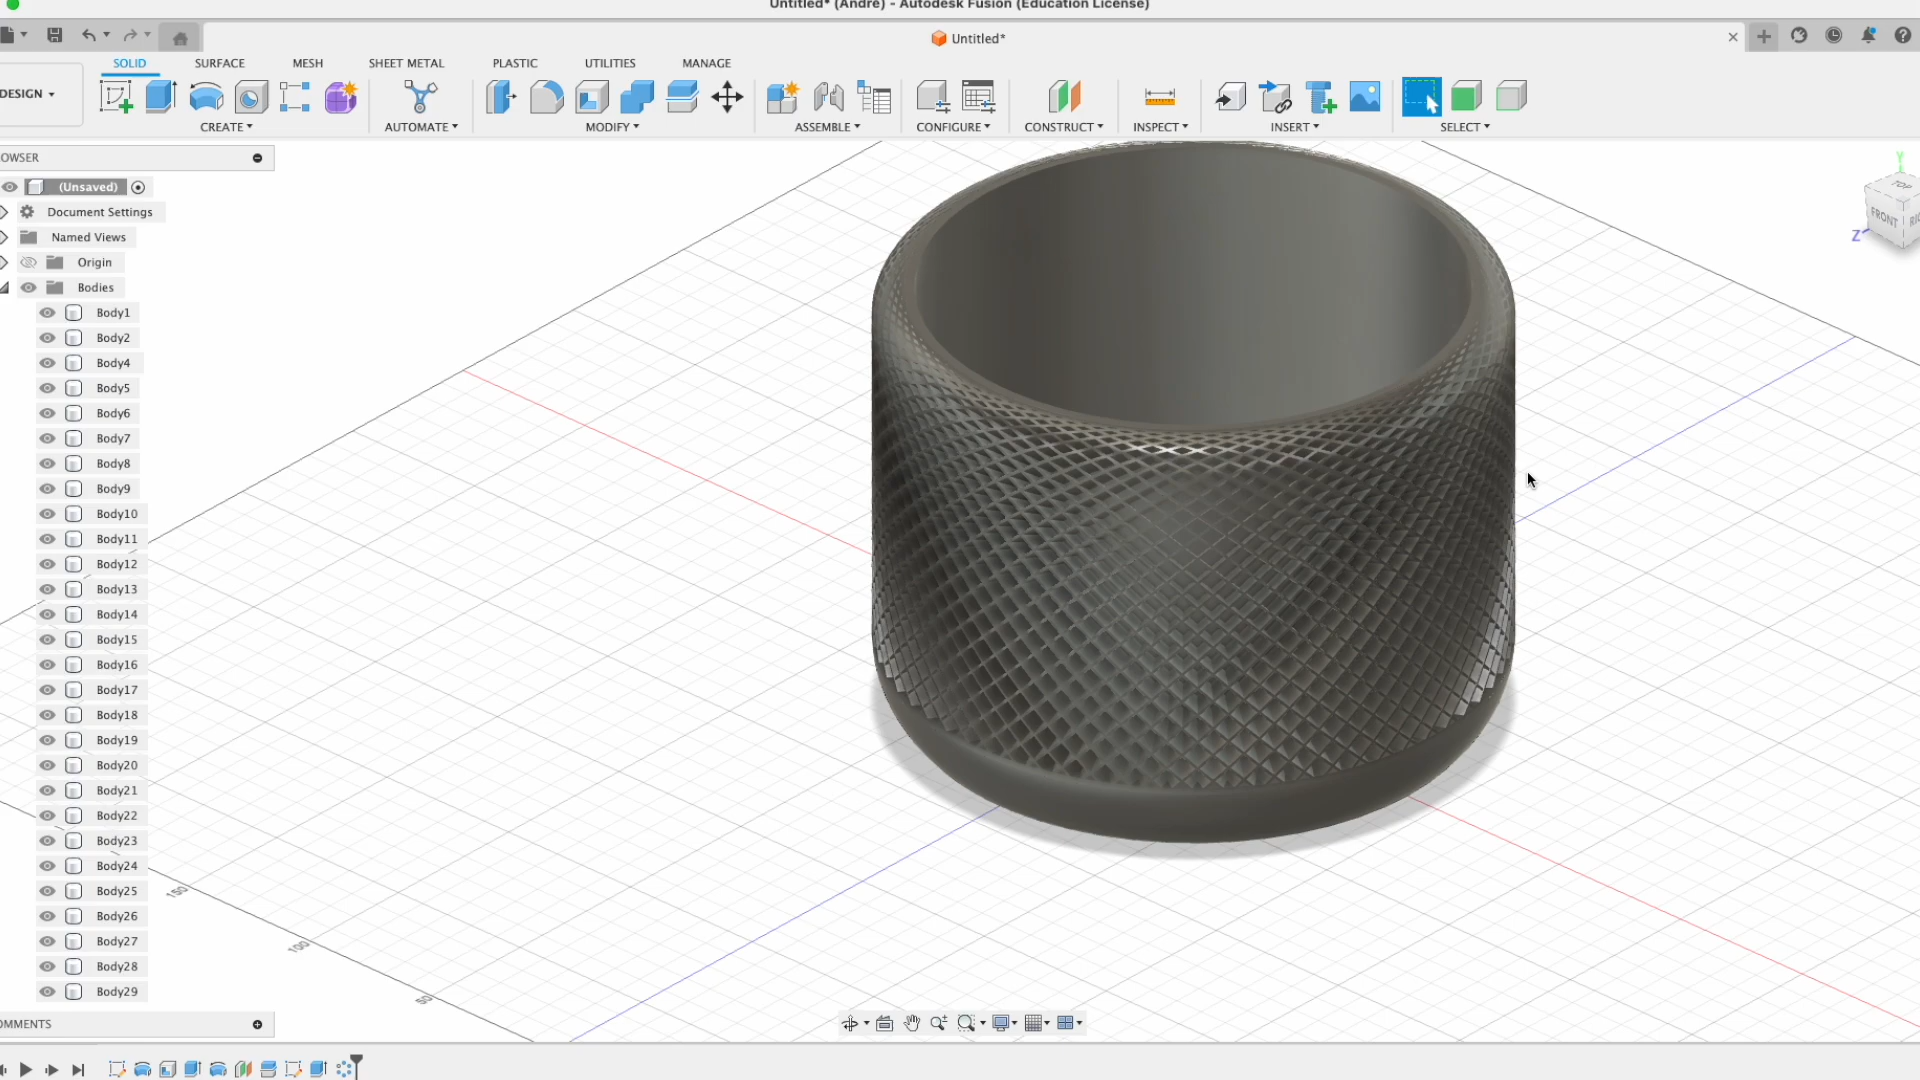 Untitled* (Andre) - Autodesk Fusion (Education License)
Untitled*
SOLID SURFACE MESH SHEET METAL PLASTIC UTILITIES MANAGE
DESIGN
CREATE AUTOMATE MODIFY ASSEMBLE CONFIGURE CONSTRUCT INSPECT INSERT SELECT
OWSER
(Unsaved)
Document Settings
Named Views
Origin
Bodies
Body1
Body2
Body4
Body5
Body6
Body7
Body8
Body9
Body10
Body11
Body12
Body13
Body14
Body15
Body16
Body17
Body18
Body19
Body20
Body21
Body22
Body23
Body24
Body25
Body26
Body27
Body28
Body29
OMMENTS
Y
TOP
FRONT
RI
Z
150
100
50